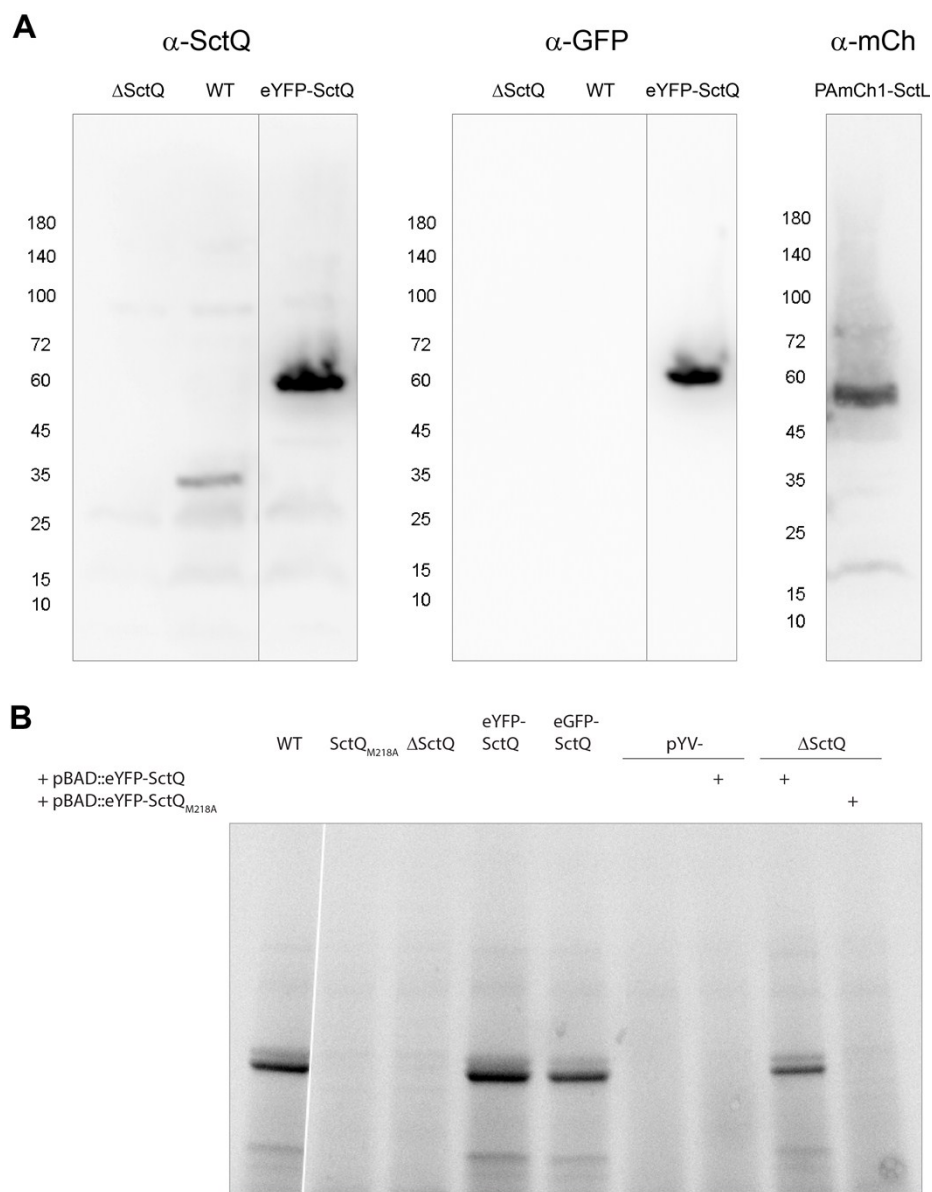 A
α-SctQ
α-GFP
α-mCh
ΔSctQ WT eYFP-SctQ
ΔSctQ WT eYFP-SctQ
PAmCh1-SctL
180
140
100
72
60
45
35
25
15
10
180
140
100
72
60
45
35
25
15
10
180
140
100
72
60
45
35
25
15
10
B
WT SctQM218A ΔSctQ eYFP-
SctQ
eGFP-
SctQ
pYV- ΔSctQ
+ pBAD::eYFP-SctQ + +
+ pBAD::eYFP-SctQM218A +